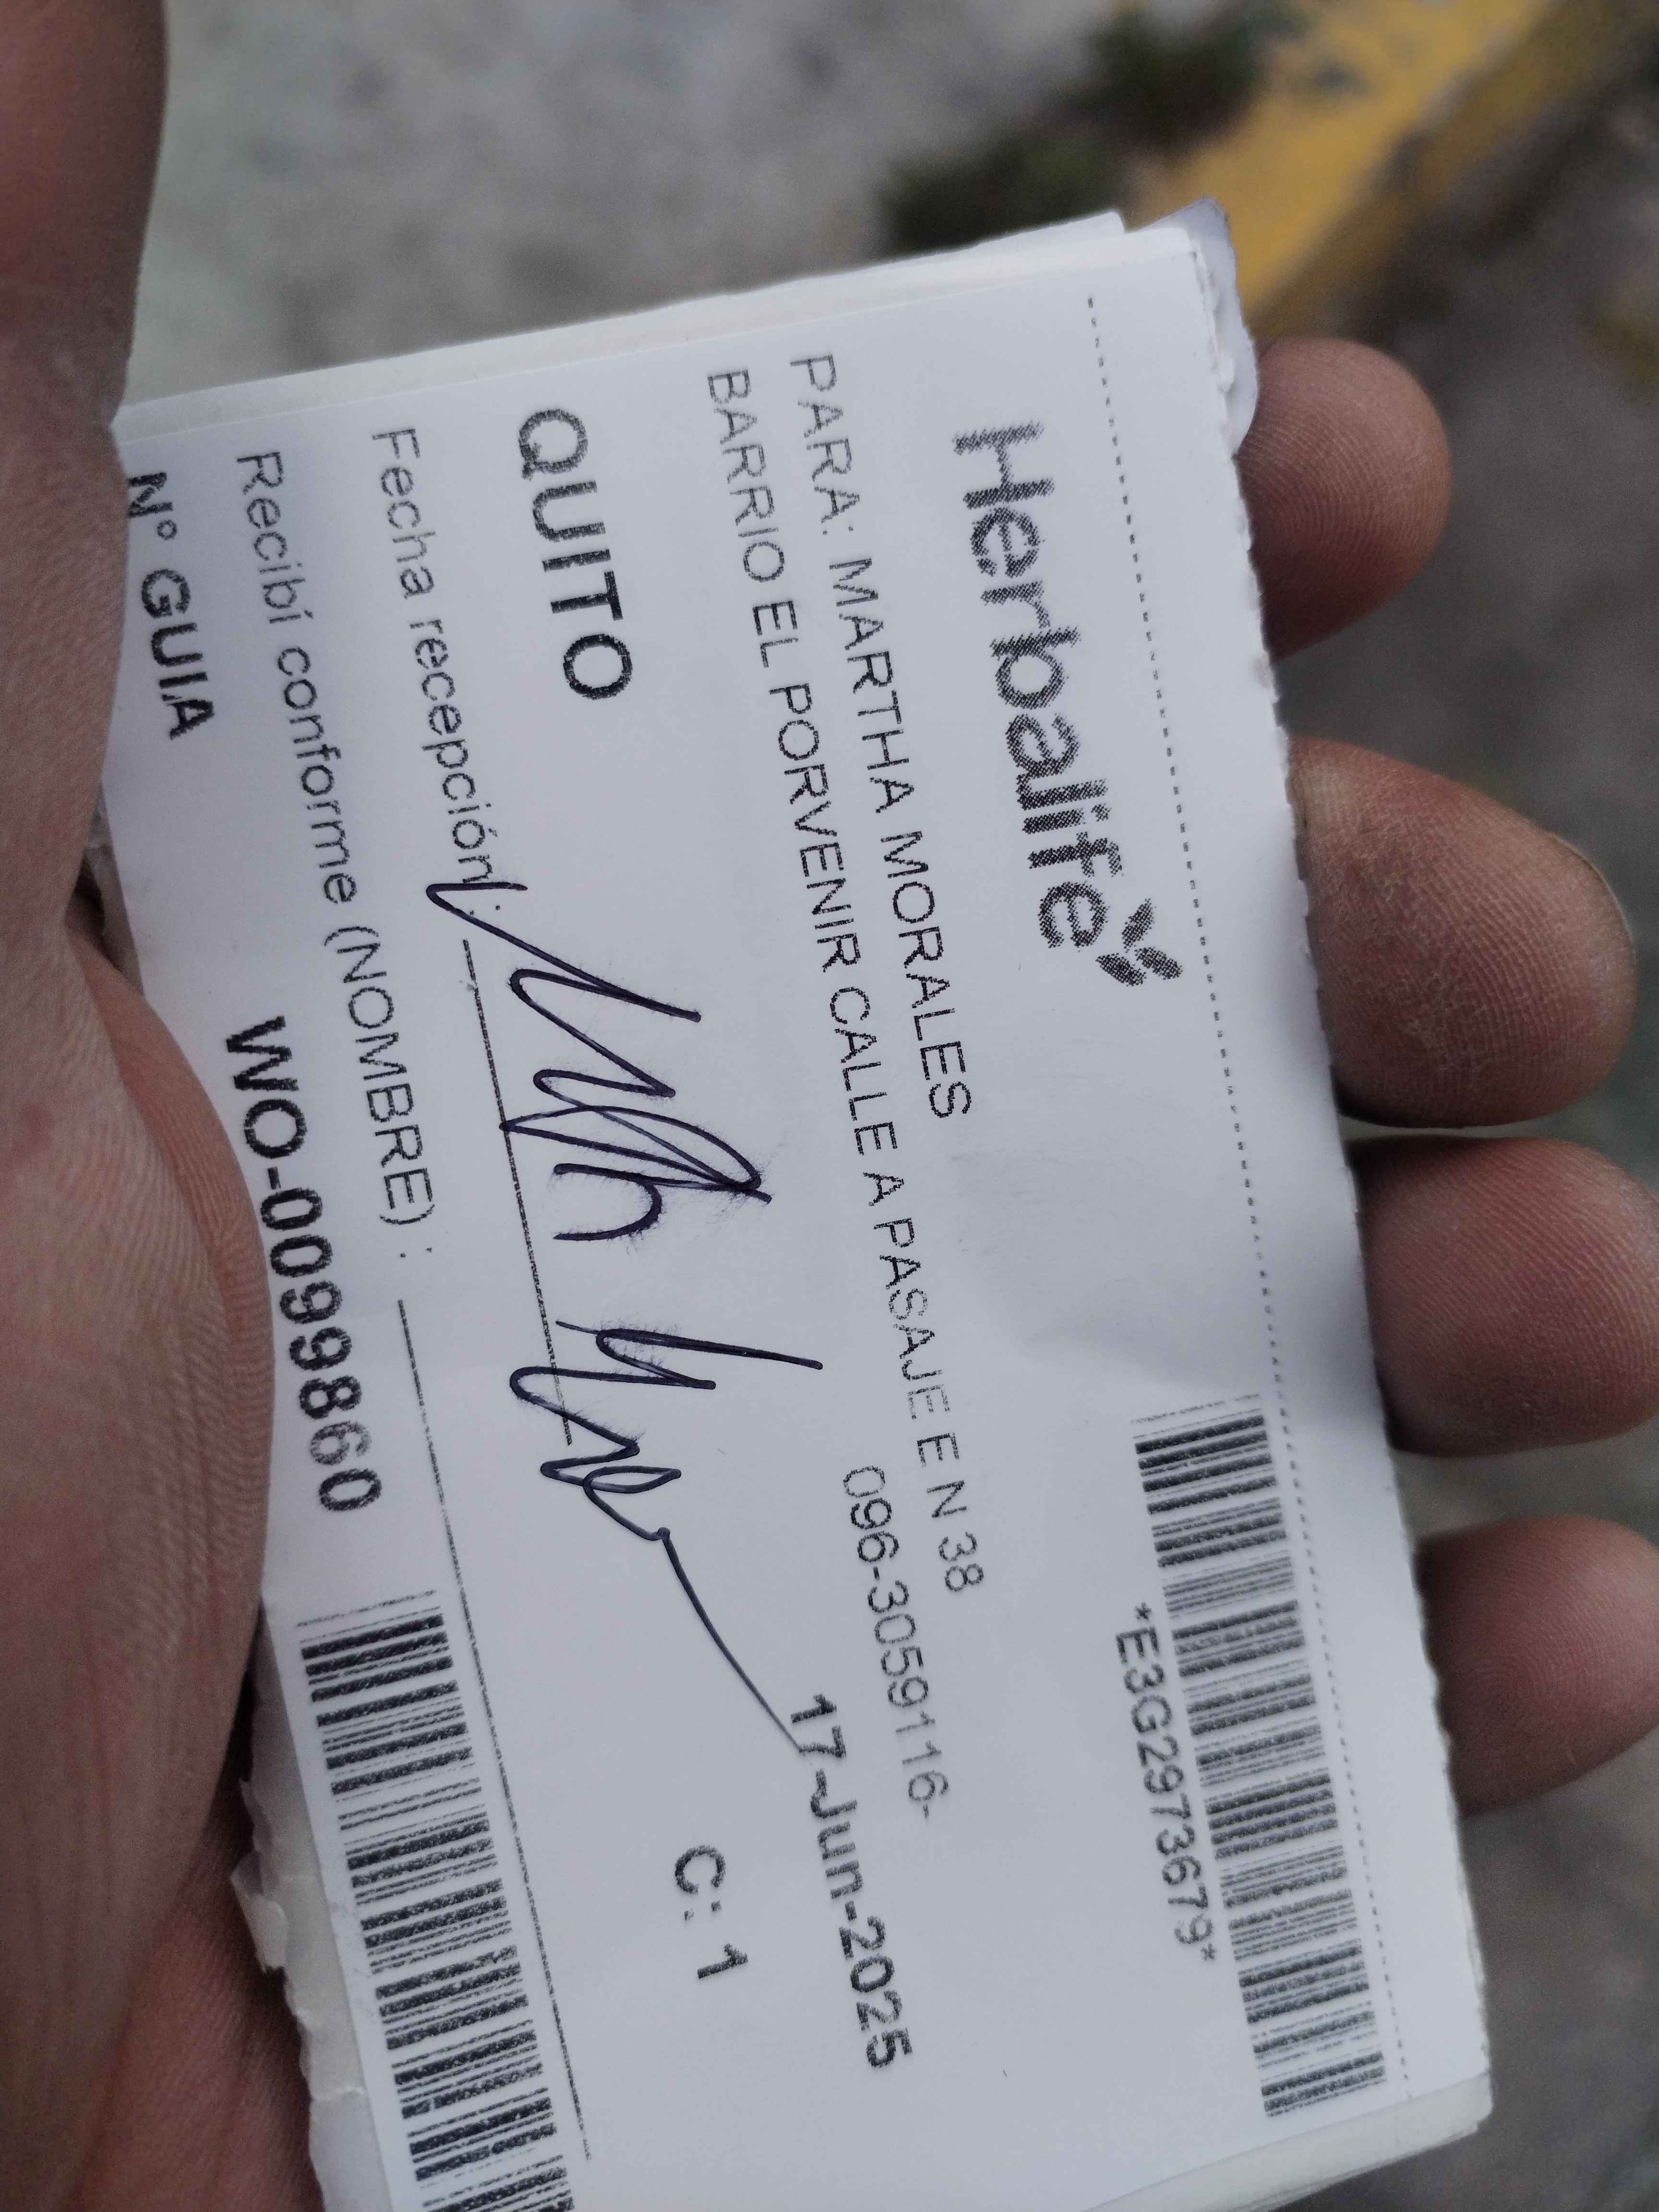 Herbalife
*E3G2973679*
PARA: MARTHA MORALES
BARRIO EL PORVENIR CALLE A PASAJE E N 38
096-3059116-
17-Jun-2025
QUITO
C: 1
Fecha recepción:
Recibí conforme (NOMBRE) :
N° GUIA WO-0099860